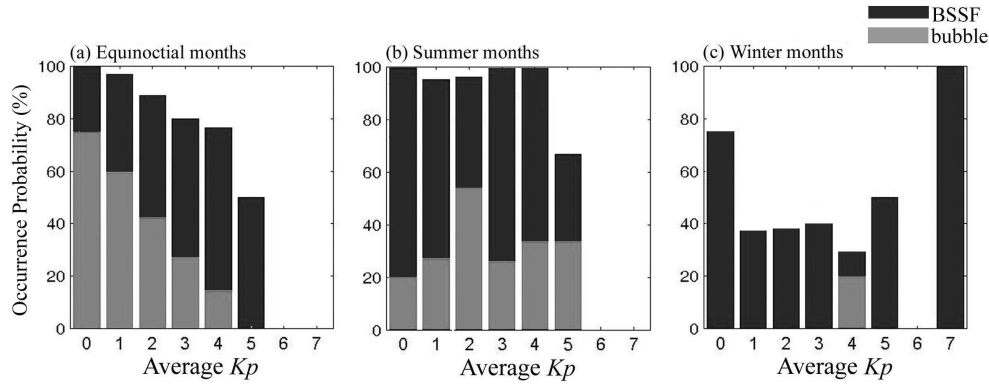 BSSF
bubble
(a) Equinoctial months
(b) Summer months
(c) Winter months
Occurrence Probability (%)
100
80
60
40
20
0
0 1 2 3 4 5 6 7
Average Kp
100
80
60
40
20
0
0 1 2 3 4 5 6 7
Average Kp
100
80
60
40
20
0
0 1 2 3 4 5 6 7
Average Kp